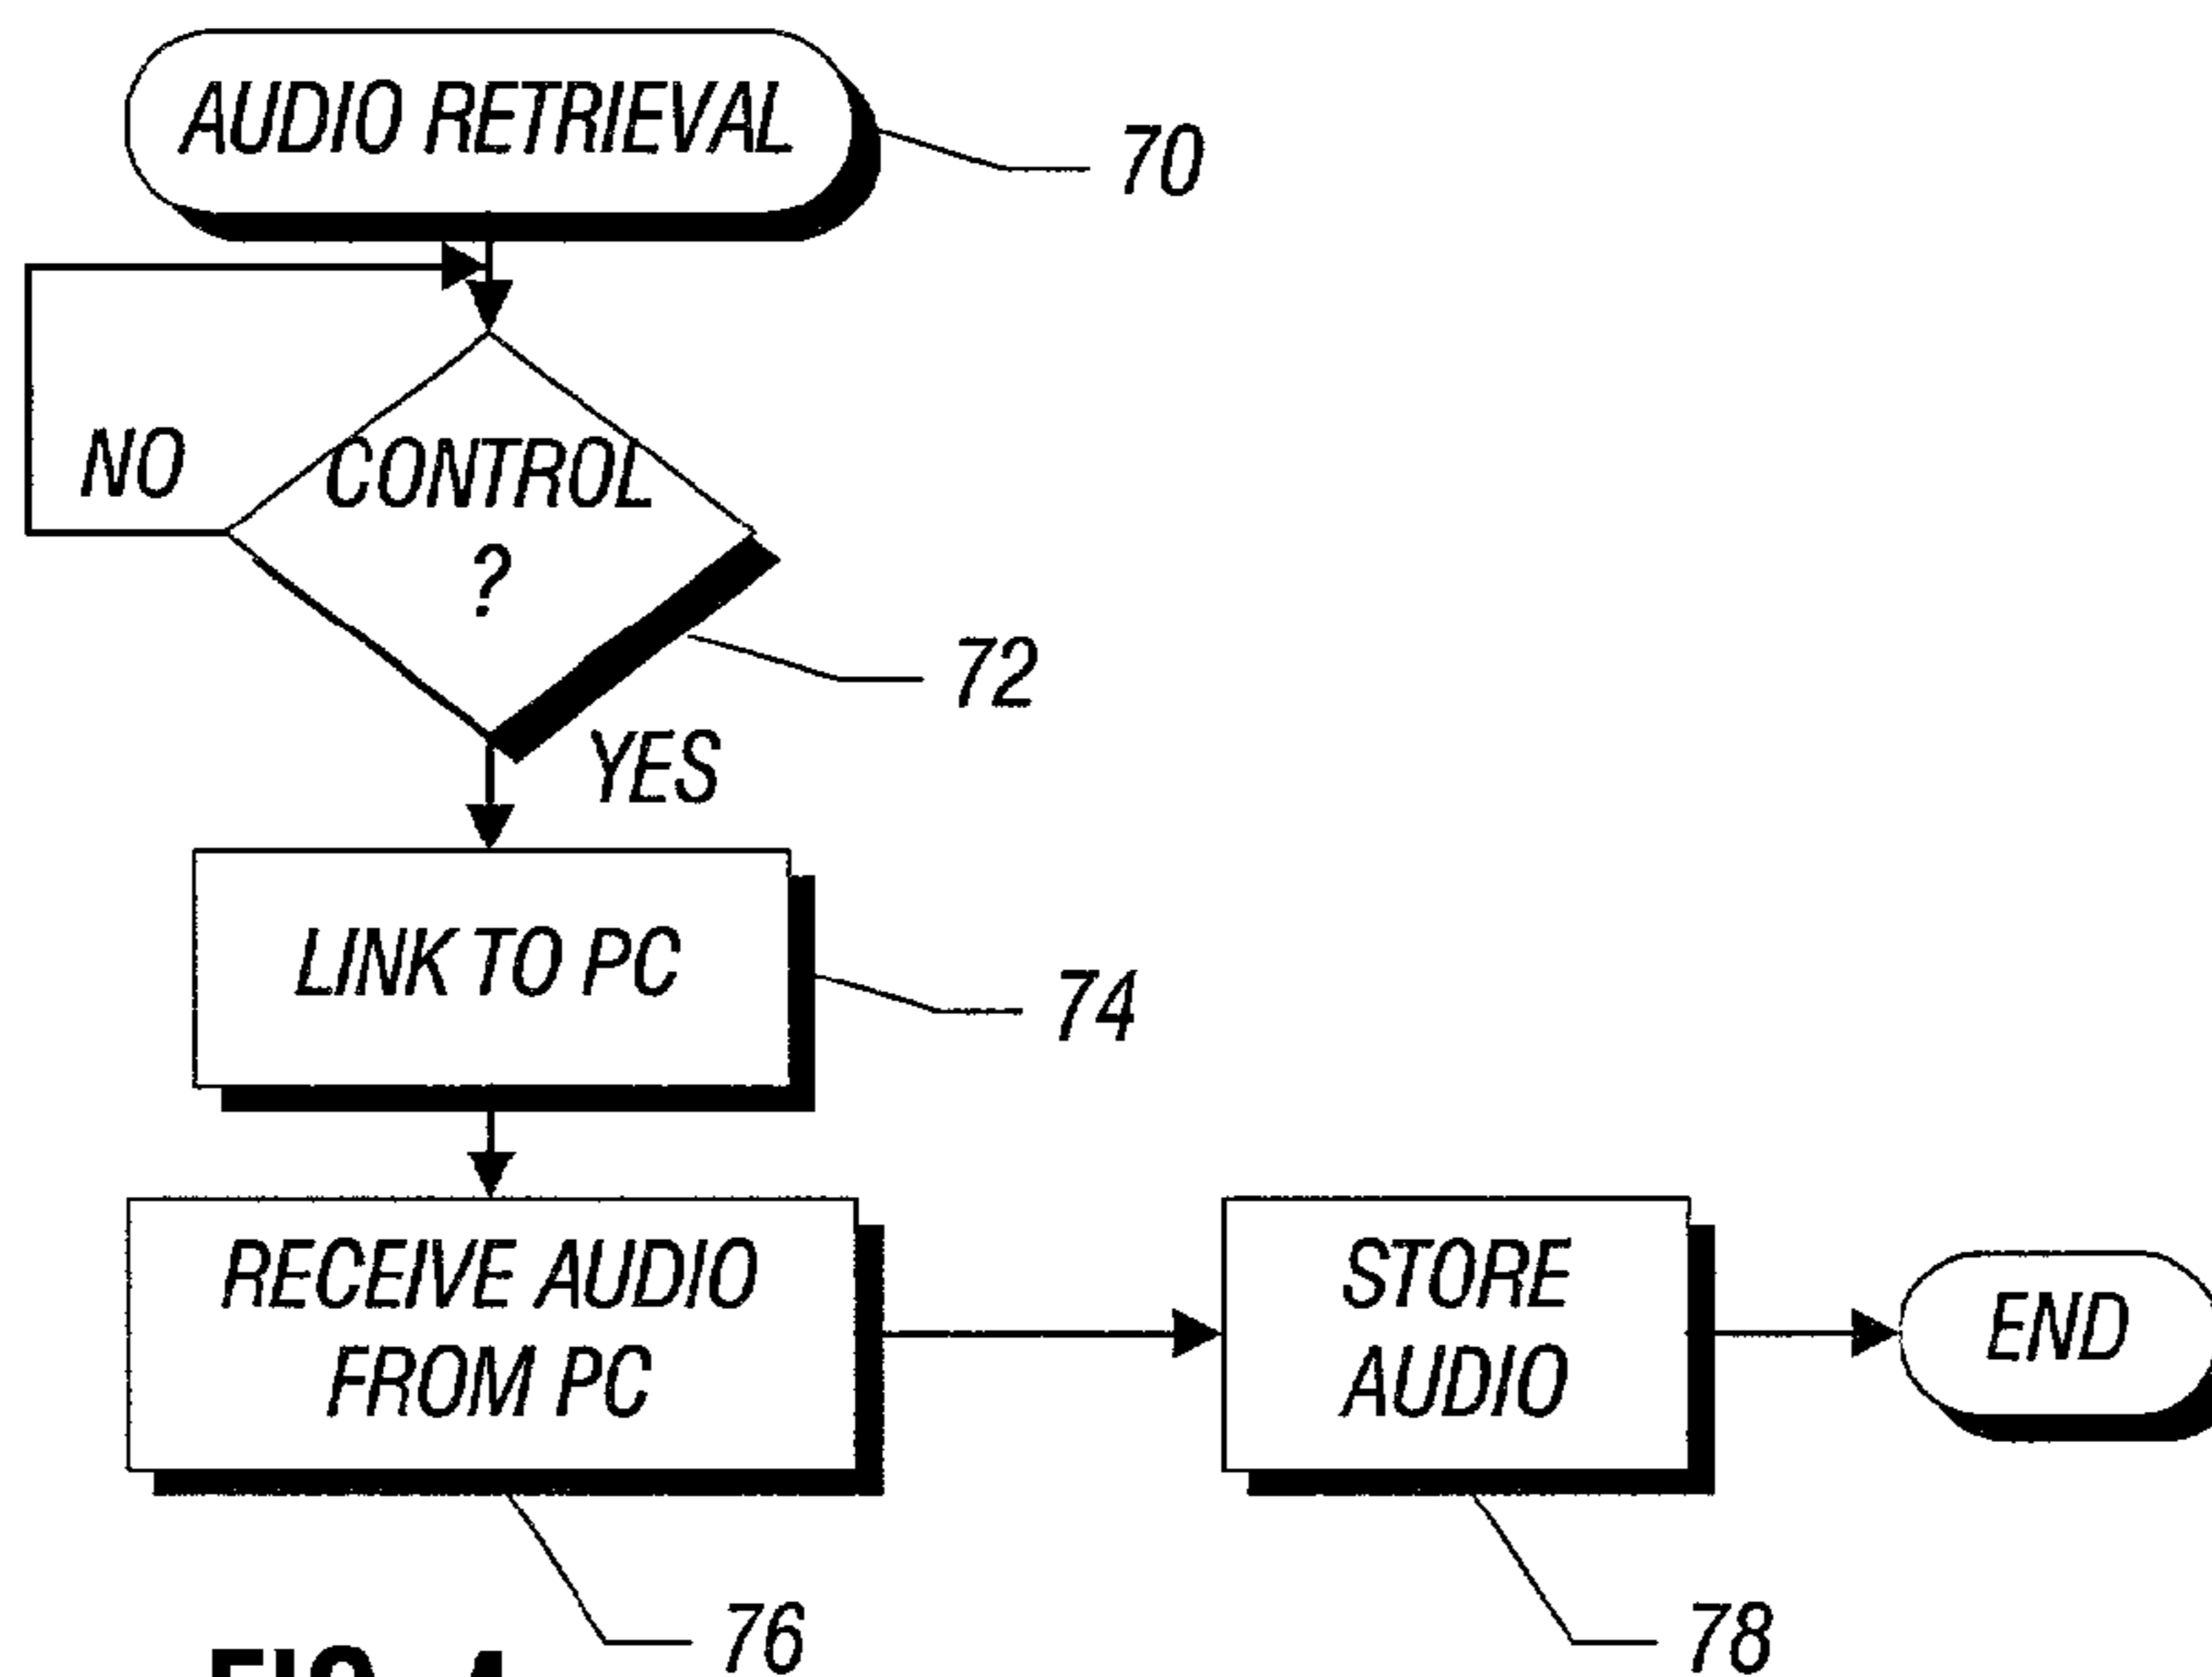 AUDIO RETRIEVAL
70
CONTROL
?
NO
72
YES
LINK TO PC
74
RECEIVE AUDIO
FROM PC
STORE
AUDIO
END
76
78